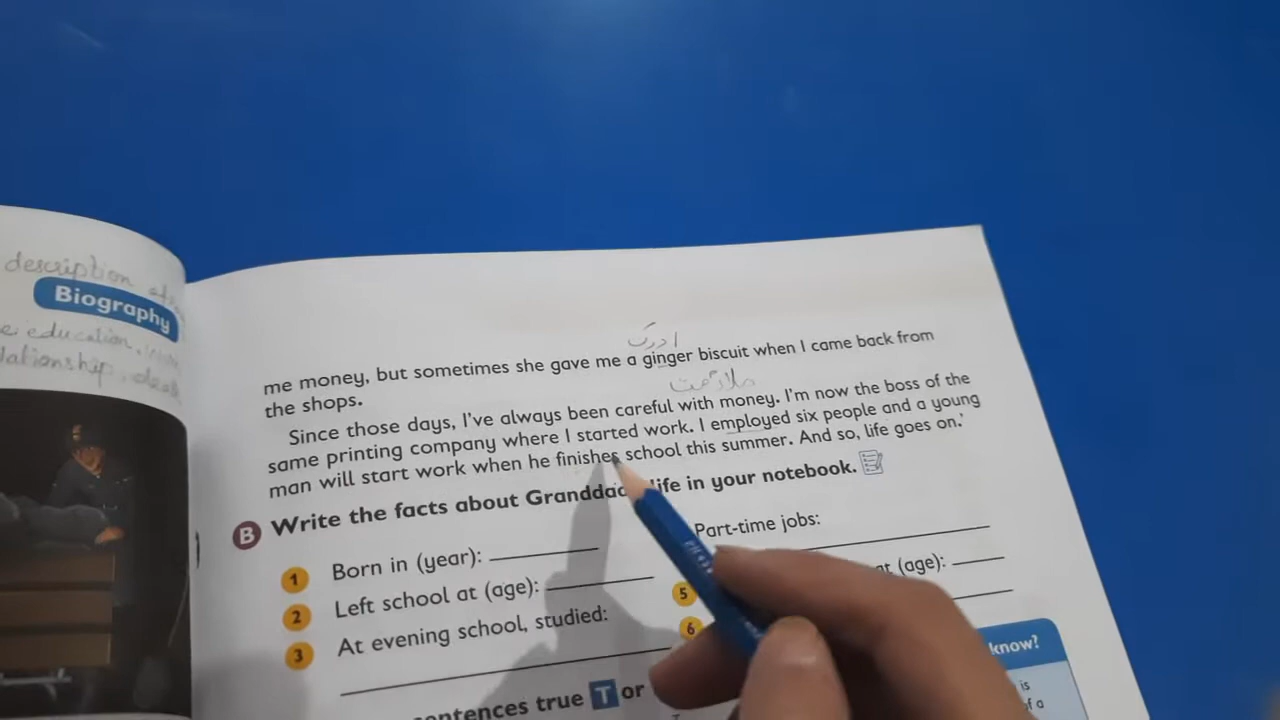 description
Biography
education,
me money, but sometimes she gave me a ginger biscuit when I came back from
ادرک
the shops.
ملازمت
Since those days, I've always been careful with money. I'm now the boss of the
same printing company where I started work. I employed six people and a young
man will start work when he finishes school this summer. And so, life goes on.'
B Write the facts about Granddad life in your notebook.
1 Born in (year):
2 Left school at (age):
3 At evening school, studied:
Part-time jobs:
5 at (age):
6
know?
is
of a
sentences true T or